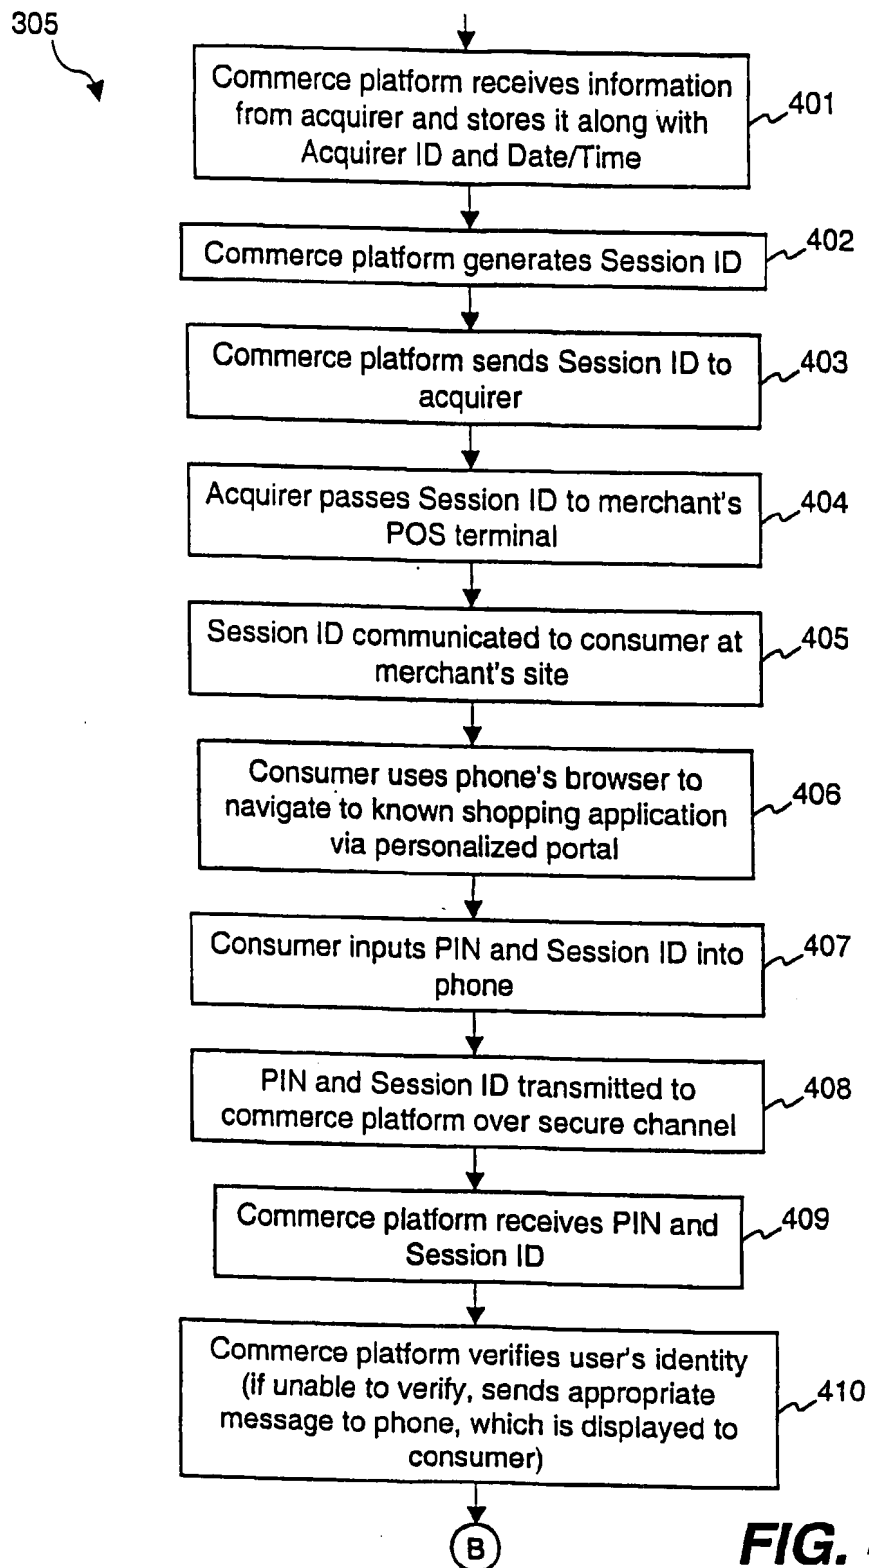 305
Commerce platform receives information
from acquirer and stores it along with
Acquirer ID and Date/Time
401
Commerce platform generates Session ID
402
Commerce platform sends Session ID to
acquirer
403
Acquirer passes Session ID to merchant's
POS terminal
404
Session ID communicated to consumer at
merchant's site
405
Consumer uses phone's browser to
navigate to known shopping application
via personalized portal
406
Consumer inputs PIN and Session ID into
phone
407
PIN and Session ID transmitted to
commerce platform over secure channel
408
Commerce platform receives PIN and
Session ID
409
Commerce platform verifies user's identity
(if unable to verify, sends appropriate
message to phone, which is displayed to
consumer)
410
B
FIG.